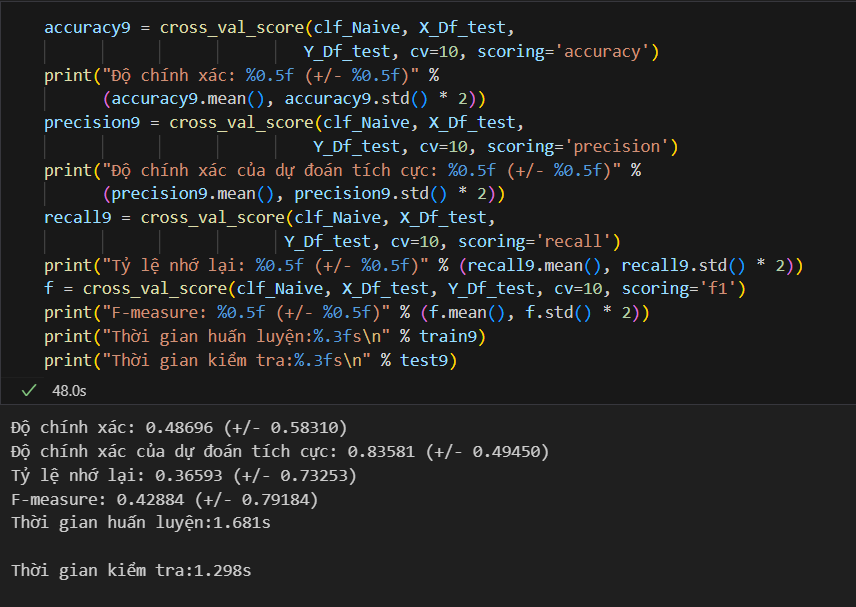 accuracy9 = cross_val_score(clf_Naive, X_Df_test,
                            Y_Df_test, cv=10, scoring='accuracy')
print("Độ chính xác: %0.5f (+/- %0.5f)" %
      (accuracy9.mean(), accuracy9.std() * 2))
precision9 = cross_val_score(clf_Naive, X_Df_test,
                             Y_Df_test, cv=10, scoring='precision')
print("Độ chính xác của dự đoán tích cực: %0.5f (+/- %0.5f)" %
      (precision9.mean(), precision9.std() * 2))
recall9 = cross_val_score(clf_Naive, X_Df_test,
                          Y_Df_test, cv=10, scoring='recall')
print("Tỷ lệ nhớ lại: %0.5f (+/- %0.5f)" % (recall9.mean(), recall9.std() * 2))
f = cross_val_score(clf_Naive, X_Df_test, Y_Df_test, cv=10, scoring='f1')
print("F-measure: %0.5f (+/- %0.5f)" % (f.mean(), f.std() * 2))
print("Thời gian huấn luyện:%.3fs\n" % train9)
print("Thời gian kiểm tra:%.3fs\n" % test9)
48.0s
Độ chính xác: 0.48696 (+/- 0.58310)
Độ chính xác của dự đoán tích cực: 0.83581 (+/- 0.49450)
Tỷ lệ nhớ lại: 0.36593 (+/- 0.73253)
F-measure: 0.42884 (+/- 0.79184)
Thời gian huấn luyện:1.681s
Thời gian kiểm tra:1.298s